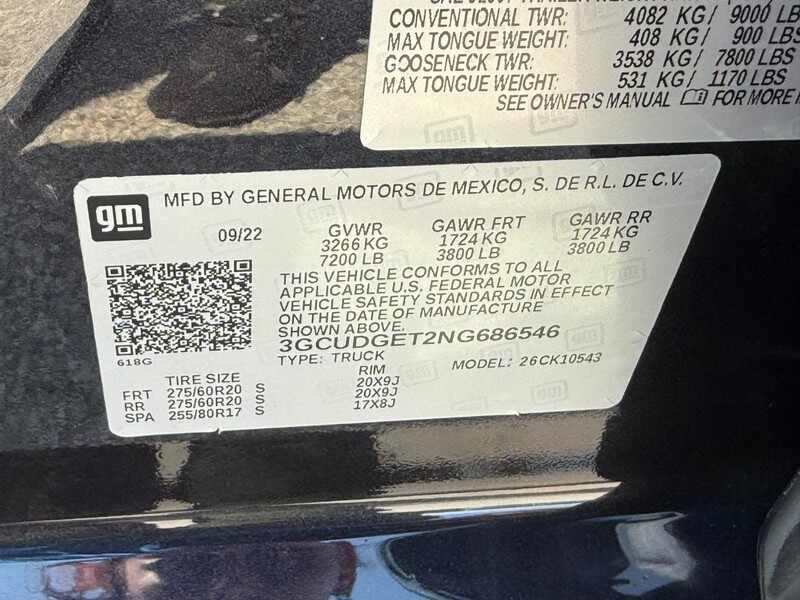 CONVENTIONAL TWR: 4082 KG/ 9000 LB
MAX TONGUE WEIGHT: 408 KG/ 900 LBS
GOOSENECK TWR: 3538 KG/ 7800 LBS
MAX TONGUE WEIGHT: 531 KG/ 1170 LBS
SEE OWNER'S MANUAL FOR MORE
gm
gm MFD BY GENERAL MOTORS DE MEXICO, S. DE R.L. DE C.V.
09/22 GVWR GAWR FRT GAWR RR
3266 KG 1724 KG 1724 KG
7200 LB 3800 LB 3800 LB
THIS VEHICLE CONFORMS TO ALL
APPLICABLE U.S. FEDERAL MOTOR
VEHICLE SAFETY STANDARDS IN EFFECT
ON THE DATE OF MANUFACTURE
SHOWN ABOVE.
3GCUDGET2NG686546
618G TYPE: TRUCK MODEL: 26CK10543
TIRE SIZE RIM
FRT 275/60R20 S 20X9J
RR 275/60R20 S 20X9J
SPA 255/80R17 S 17X8J